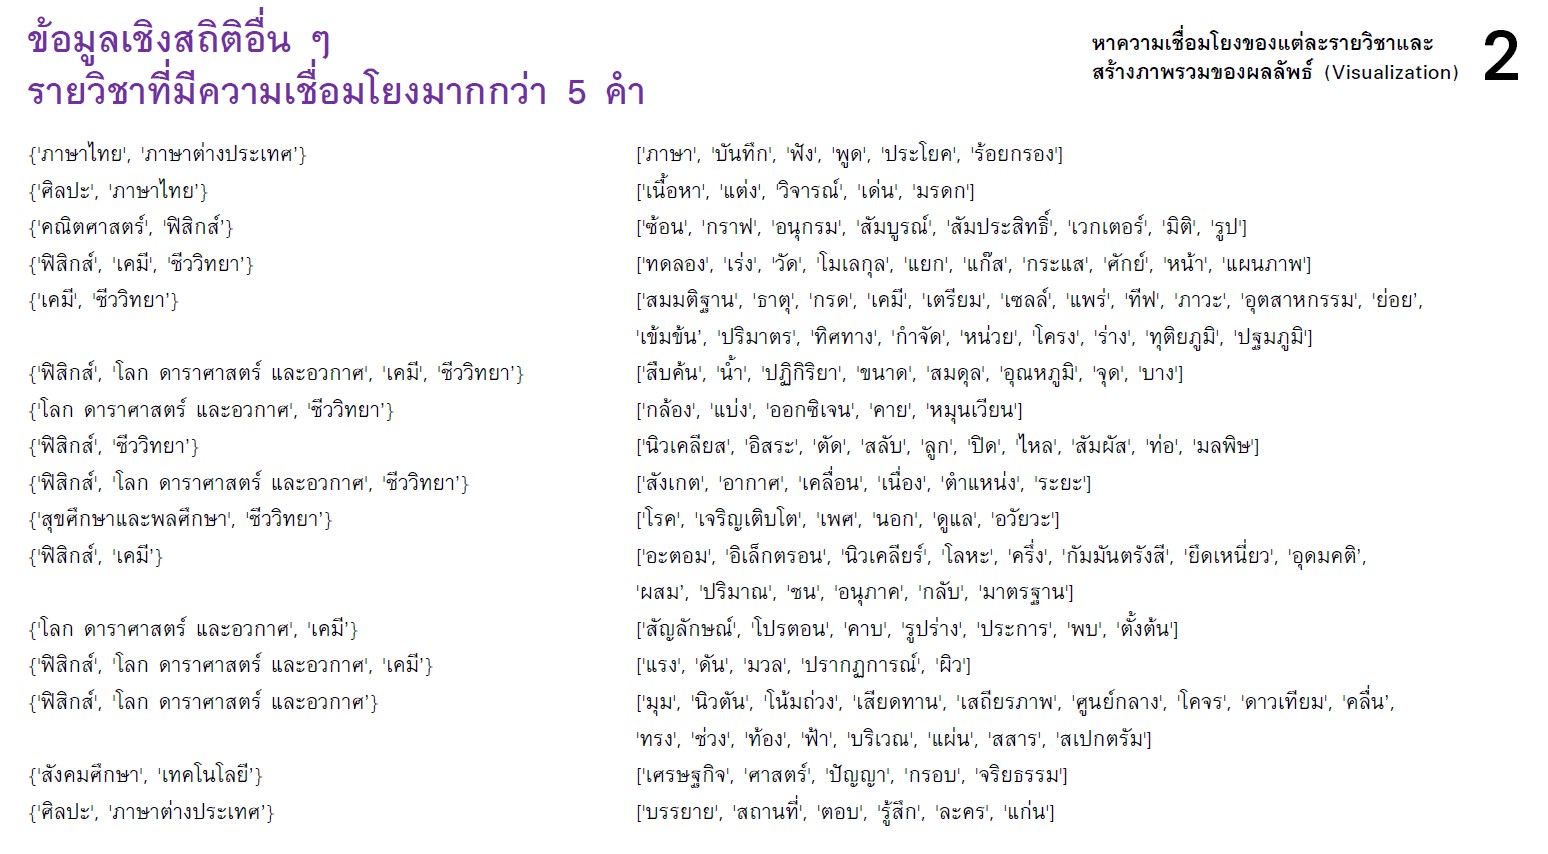 ข้อมูลเชิงสถิติอื่น ๆ
รายวิชาที่มีความเชื่อมโยงมากกว่า 5 คำ
หาความเชื่อมโยงของแต่ละรายวิชาและ
สร้างภาพรวมของผลลัพธ์ (Visualization)
2
{'ภาษาไทย', 'ภาษาต่างประเทศ’} ['ภาษา', 'บันทึก', 'ฟัง', 'พูด', 'ประโยค', 'ร้อยกรอง']
{'ศิลปะ', 'ภาษาไทย’} ['เนื้อหา', 'แต่ง', 'วิจารณ์', 'เด่น', 'มรดก']
{'คณิตศาสตร์', 'ฟิสิกส์’} ['ซ้อน', 'กราฟ', 'อนุกรม', 'สัมบูรณ์', 'สัมประสิทธิ์', 'เวกเตอร์', 'มิติ', 'รูป']
{'ฟิสิกส์', 'เคมี', 'ชีววิทยา’} ['ทดลอง', 'เร่ง', 'วัด', 'โมเลกุล', 'แยก', 'แก๊ส', 'กระแส', 'ศักย์', 'หน้า', 'แผนภาพ']
{'เคมี', 'ชีววิทยา’} ['สมมติฐาน', 'ธาตุ', 'กรด', 'เคมี', 'เตรียม', 'เซลล์', 'แพร่', 'ทีฟ', 'ภาวะ', 'อุตสาหกรรม', 'ย่อย’,
'เข้มข้น’, 'ปริมาตร', 'ทิศทาง', 'กำจัด', 'หน่วย', 'โครง', 'ร่าง', 'ทุติยภูมิ', 'ปฐมภูมิ']
{'ฟิสิกส์', 'โลก ดาราศาสตร์ และอวกาศ', 'เคมี', 'ชีววิทยา’} ['สืบค้น', 'น้ำ', 'ปฏิกิริยา', 'ขนาด', 'สมดุล', 'อุณหภูมิ', 'จุด', 'บาง']
{'โลก ดาราศาสตร์ และอวกาศ', 'ชีววิทยา’} ['กล้อง', 'แบ่ง', 'ออกซิเจน', 'คาย', 'หมุนเวียน']
{'ฟิสิกส์', 'ชีววิทยา’} ['นิวเคลียส', 'อิสระ', 'ตัด', 'สลับ', 'ลูก', 'ปิด', 'ไหล', 'สัมผัส', 'ท่อ', 'มลพิษ']
{'ฟิสิกส์', 'โลก ดาราศาสตร์ และอวกาศ', 'ชีววิทยา’} ['สังเกต', 'อากาศ', 'เคลื่อน', 'เนื่อง', 'ตำแหน่ง', 'ระยะ']
{'สุขศึกษาและพลศึกษา', 'ชีววิทยา’} ['โรค', 'เจริญเติบโต', 'เพศ', 'นอก', 'ดูแล', 'อวัยวะ']
{'ฟิสิกส์', 'เคมี’} ['อะตอม', 'อิเล็กตรอน', 'นิวเคลียร์', 'โลหะ', 'ครึ่ง', 'กัมมันตรังสี', 'ยึดเหนี่ยว', 'อุดมคติ’,
'ผสม’, 'ปริมาณ', 'ชน', 'อนุภาค', 'กลับ', 'มาตรฐาน']
{'โลก ดาราศาสตร์ และอวกาศ', 'เคมี’} ['สัญลักษณ์', 'โปรตอน', 'คาบ', 'รูปร่าง', 'ประการ', 'พบ', 'ตั้งต้น']
{'ฟิสิกส์', 'โลก ดาราศาสตร์ และอวกาศ', 'เคมี’} ['แรง', 'ดัน', 'มวล', 'ปรากฏการณ์', 'ผิว']
{'ฟิสิกส์', 'โลก ดาราศาสตร์ และอวกาศ’} ['มุม', 'นิวตัน', 'โน้มถ่วง', 'เสียดทาน', 'เสถียรภาพ', 'ศูนย์กลาง', 'โคจร', 'ดาวเทียม', 'คลื่น’,
'ทรง', 'ช่วง', 'ท้อง', 'ฟ้า', 'บริเวณ', 'แผ่น', 'สสาร', 'สเปกตรัม']
{'สังคมศึกษา', 'เทคโนโลยี’} ['เศรษฐกิจ', 'ศาสตร์', 'ปัญญา', 'กรอบ', 'จริยธรรม']
{'ศิลปะ', 'ภาษาต่างประเทศ’} ['บรรยาย', 'สถานที่', 'ตอบ', 'รู้สึก', 'ละคร', 'แก่น']